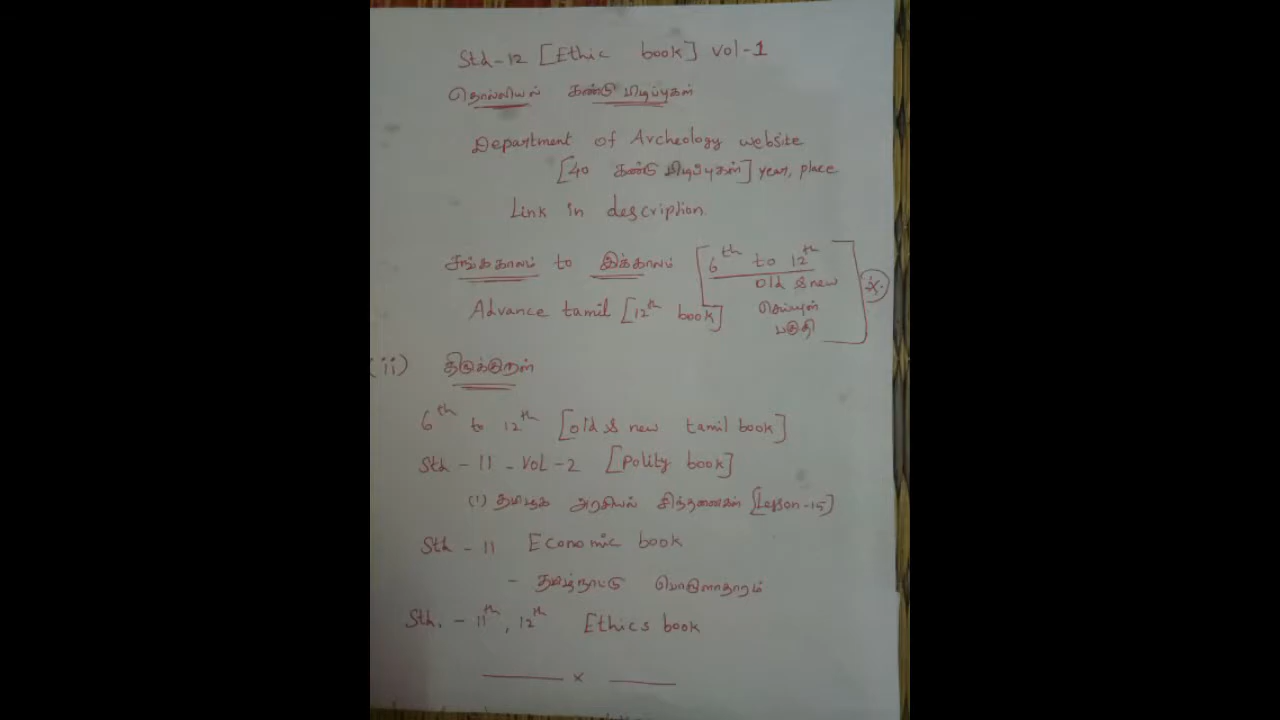 Std-12 [Ethic book] Vol-1
தொல்லியல் கண்டுபிடிப்புகள்
Department of Archeology website
[40 கண்டுபிடிப்புகள்] year, place
Link in description.
சங்ககாலம் to இக்காலம் [6th to 12th
old & new
Advance tamil [12th book] செய்யுள்
பகுதி
(ii) திருக்குறள்
6th to 12th [old & new tamil book]
Std - 11 - Vol - 2 [Polity book]
(1) தமிழக அரசியல் சிந்தனைகள் [Lesson-15]
Std - 11 Economic book
- தமிழ்நாட்டு பொருளாதாரம்
Std. - 11th, 12th Ethics book
x